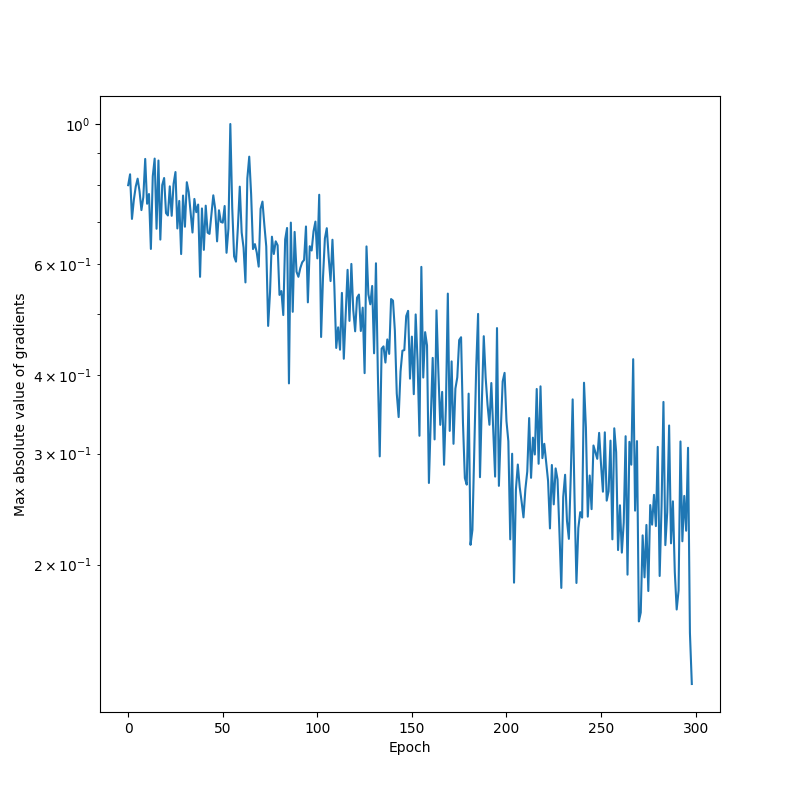 Max absolute value of gradients
10⁰
6 × 10⁻¹
4 × 10⁻¹
3 × 10⁻¹
2 × 10⁻¹
0 50 100 150 200 250 300
Epoch